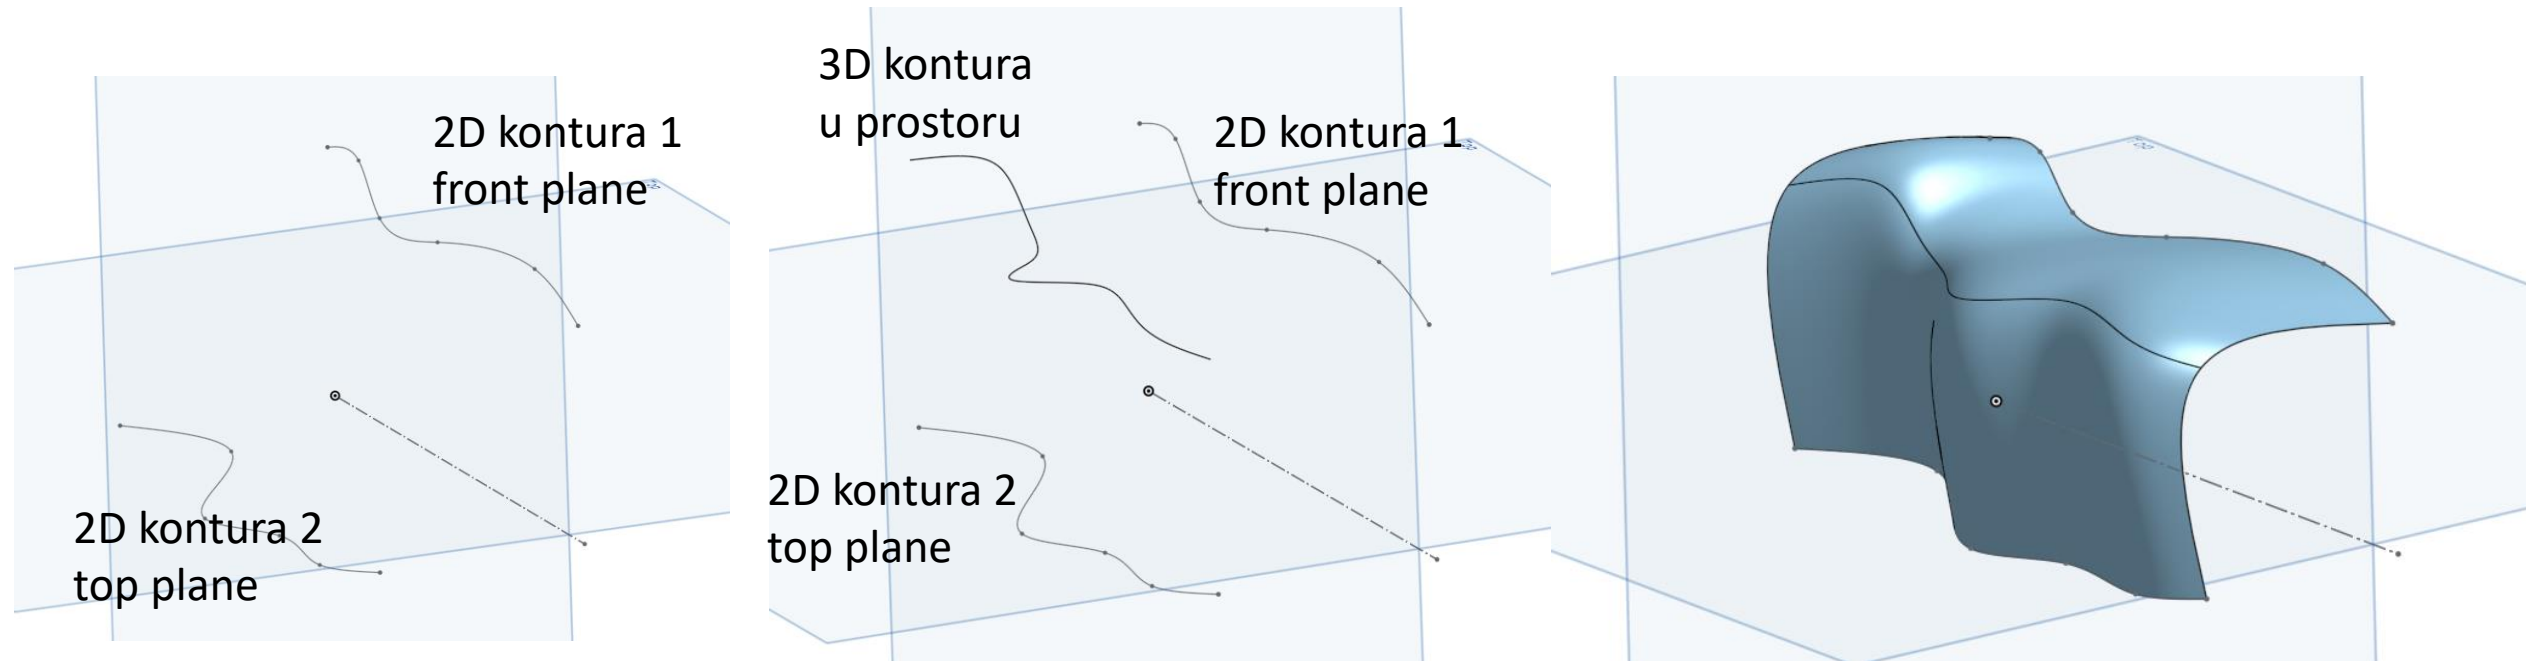 2D kontura 1
front plane
2D kontura 2
top plane
3D kontura
u prostoru
2D kontura 1
front plane
2D kontura 2
top plane